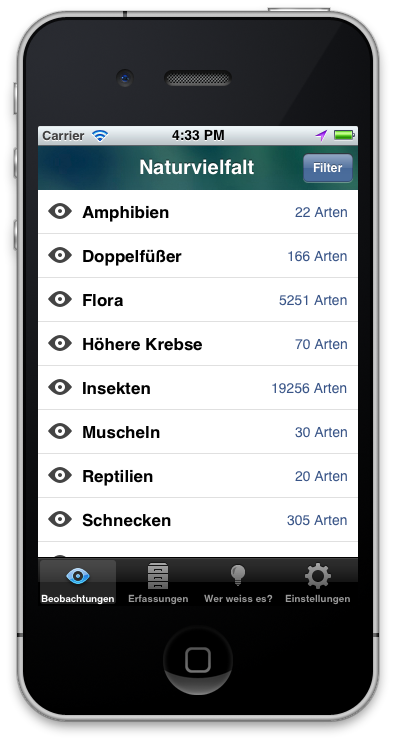 Carrier 4:33 PM
Naturvielfalt Filter
Amphibien 22 Arten
Doppelfüßer 166 Arten
Flora 5251 Arten
Höhere Krebse 70 Arten
Insekten 19256 Arten
Muscheln 30 Arten
Reptilien 20 Arten
Schnecken 305 Arten
Beobachtungen Erfassungen Wer weiss es? Einstellungen